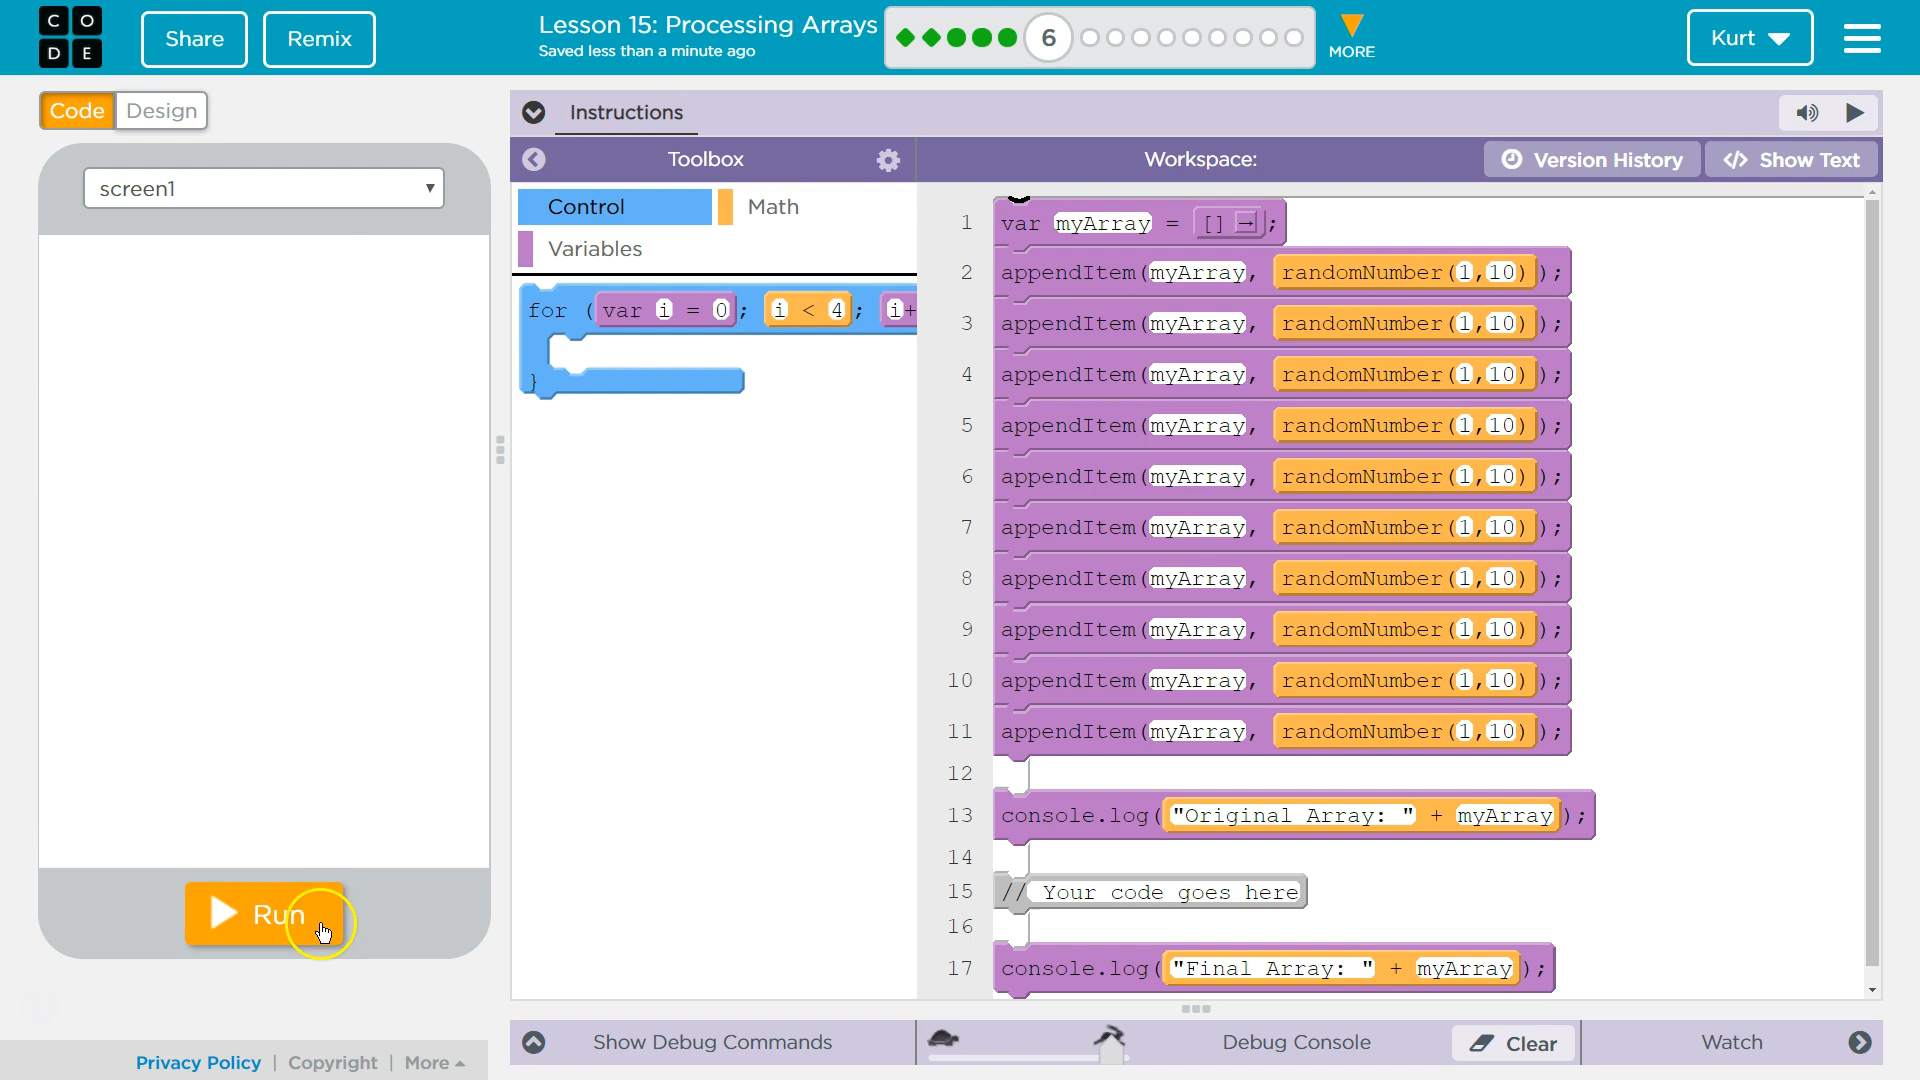 C O
D E
Share
Remix
Lesson 15: Processing Arrays
Saved less than a minute ago
6
MORE
Kurt
Code
Design
screen1
Run
Privacy Policy | Copyright | More
Instructions
Toolbox
Control
Math
Variables
for (var i = 0; i < 4; i+
}
Workspace:
Version History
</> Show Text
1 var myArray = [] → ;
2 appendItem(myArray, randomNumber(1,10));
3 appendItem(myArray, randomNumber(1,10));
4 appendItem(myArray, randomNumber(1,10));
5 appendItem(myArray, randomNumber(1,10));
6 appendItem(myArray, randomNumber(1,10));
7 appendItem(myArray, randomNumber(1,10));
8 appendItem(myArray, randomNumber(1,10));
9 appendItem(myArray, randomNumber(1,10));
10 appendItem(myArray, randomNumber(1,10));
11 appendItem(myArray, randomNumber(1,10));
12
13 console.log("Original Array: " + myArray);
14
15 // Your code goes here
16
17 console.log("Final Array: " + myArray);
Show Debug Commands
Debug Console
Clear
Watch